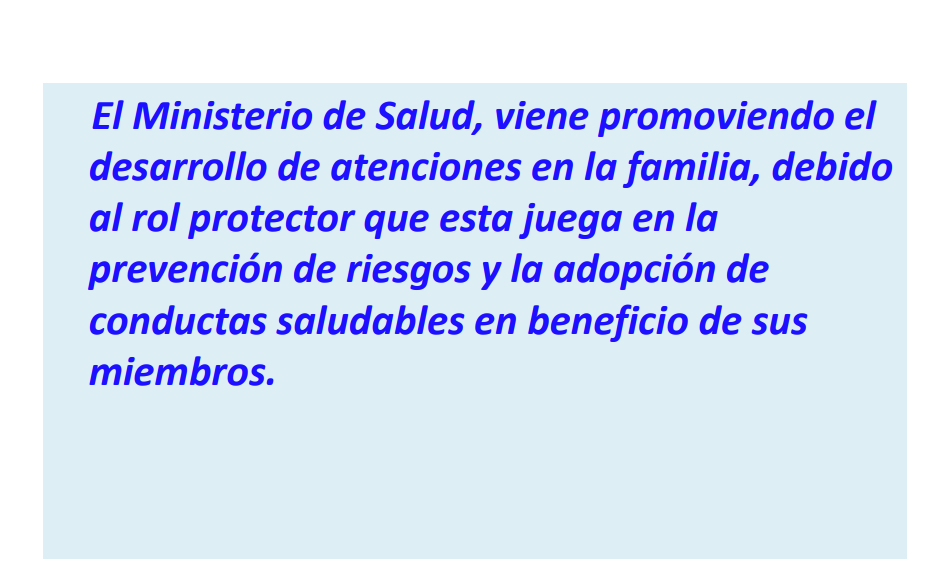 El Ministerio de Salud, viene promoviendo el
desarrollo de atenciones en la familia, debido
al rol protector que esta juega en la
prevención de riesgos y la adopción de
conductas saludables en beneficio de sus
miembros.